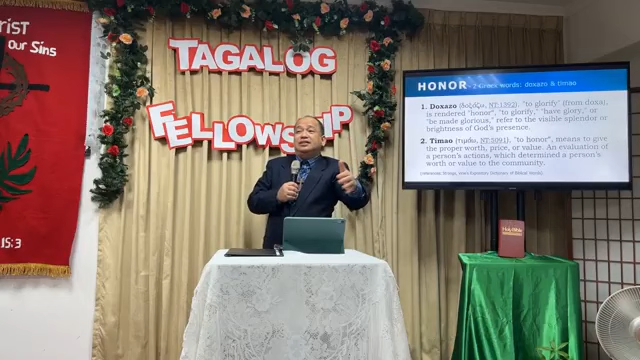 RIST
Our Sins
15:3
TAGALOG
FELLOWSHIP
HONOR - 2 Greek words: doxazo & timao
1. Doxazo (δοξάζω, NT:1392), "to glorify" (from doxa),
is rendered "honor", "to glorify," "have glory," or
"be made glorious," refer to the visible splendor or
brightness of God's presence.
2. Timao (τιμάω, NT:5091), "to honor", means to give
the proper worth, price, or value. An evaluation of
a person's actions, which determined a person's
worth or value to the community.
Holy Bible